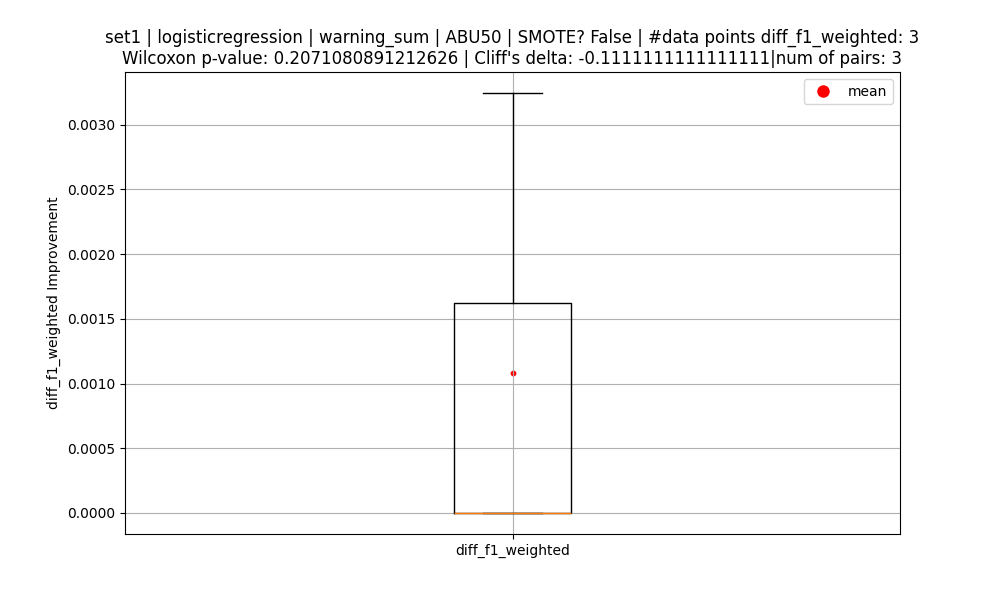 set1 | logisticregression | warning_sum | ABU50 | SMOTE? False | #data points diff_f1_weighted: 3
Wilcoxon p-value: 0.2071080891212626 | Cliff's delta: -0.1111111111111111|num of pairs: 3
mean
0.0030
0.0025
0.0020
0.0015
0.0010
0.0005
0.0000
diff_f1_weighted Improvement
diff_f1_weighted